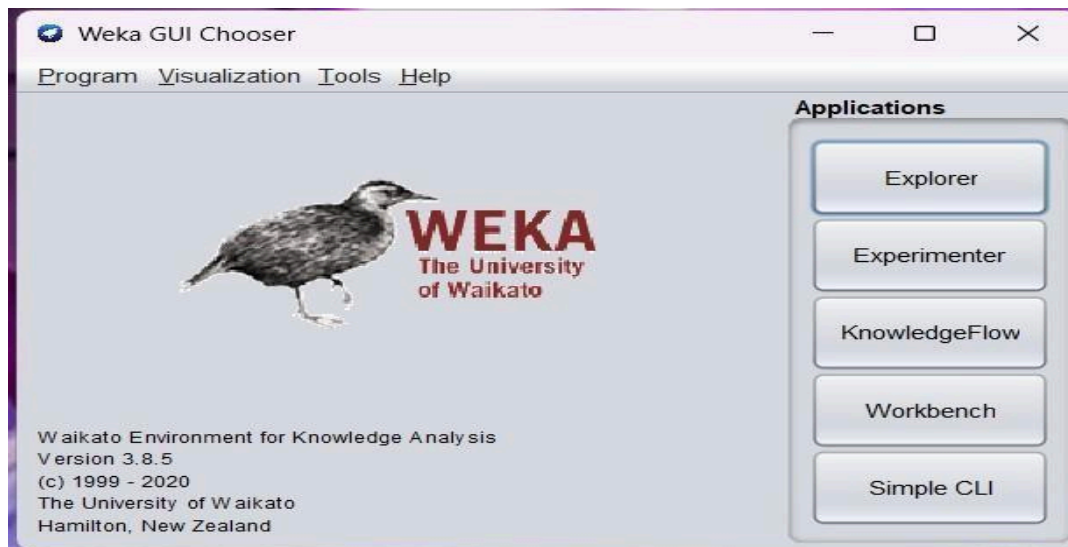 Weka GUI Chooser
Program Visualization Tools Help
Applications
Explorer
Experimenter
KnowledgeFlow
Workbench
Simple CLI
WEKA
The University
of Waikato
Waikato Environment for Knowledge Analysis
Version 3.8.5
(c) 1999 - 2020
The University of Waikato
Hamilton, New Zealand